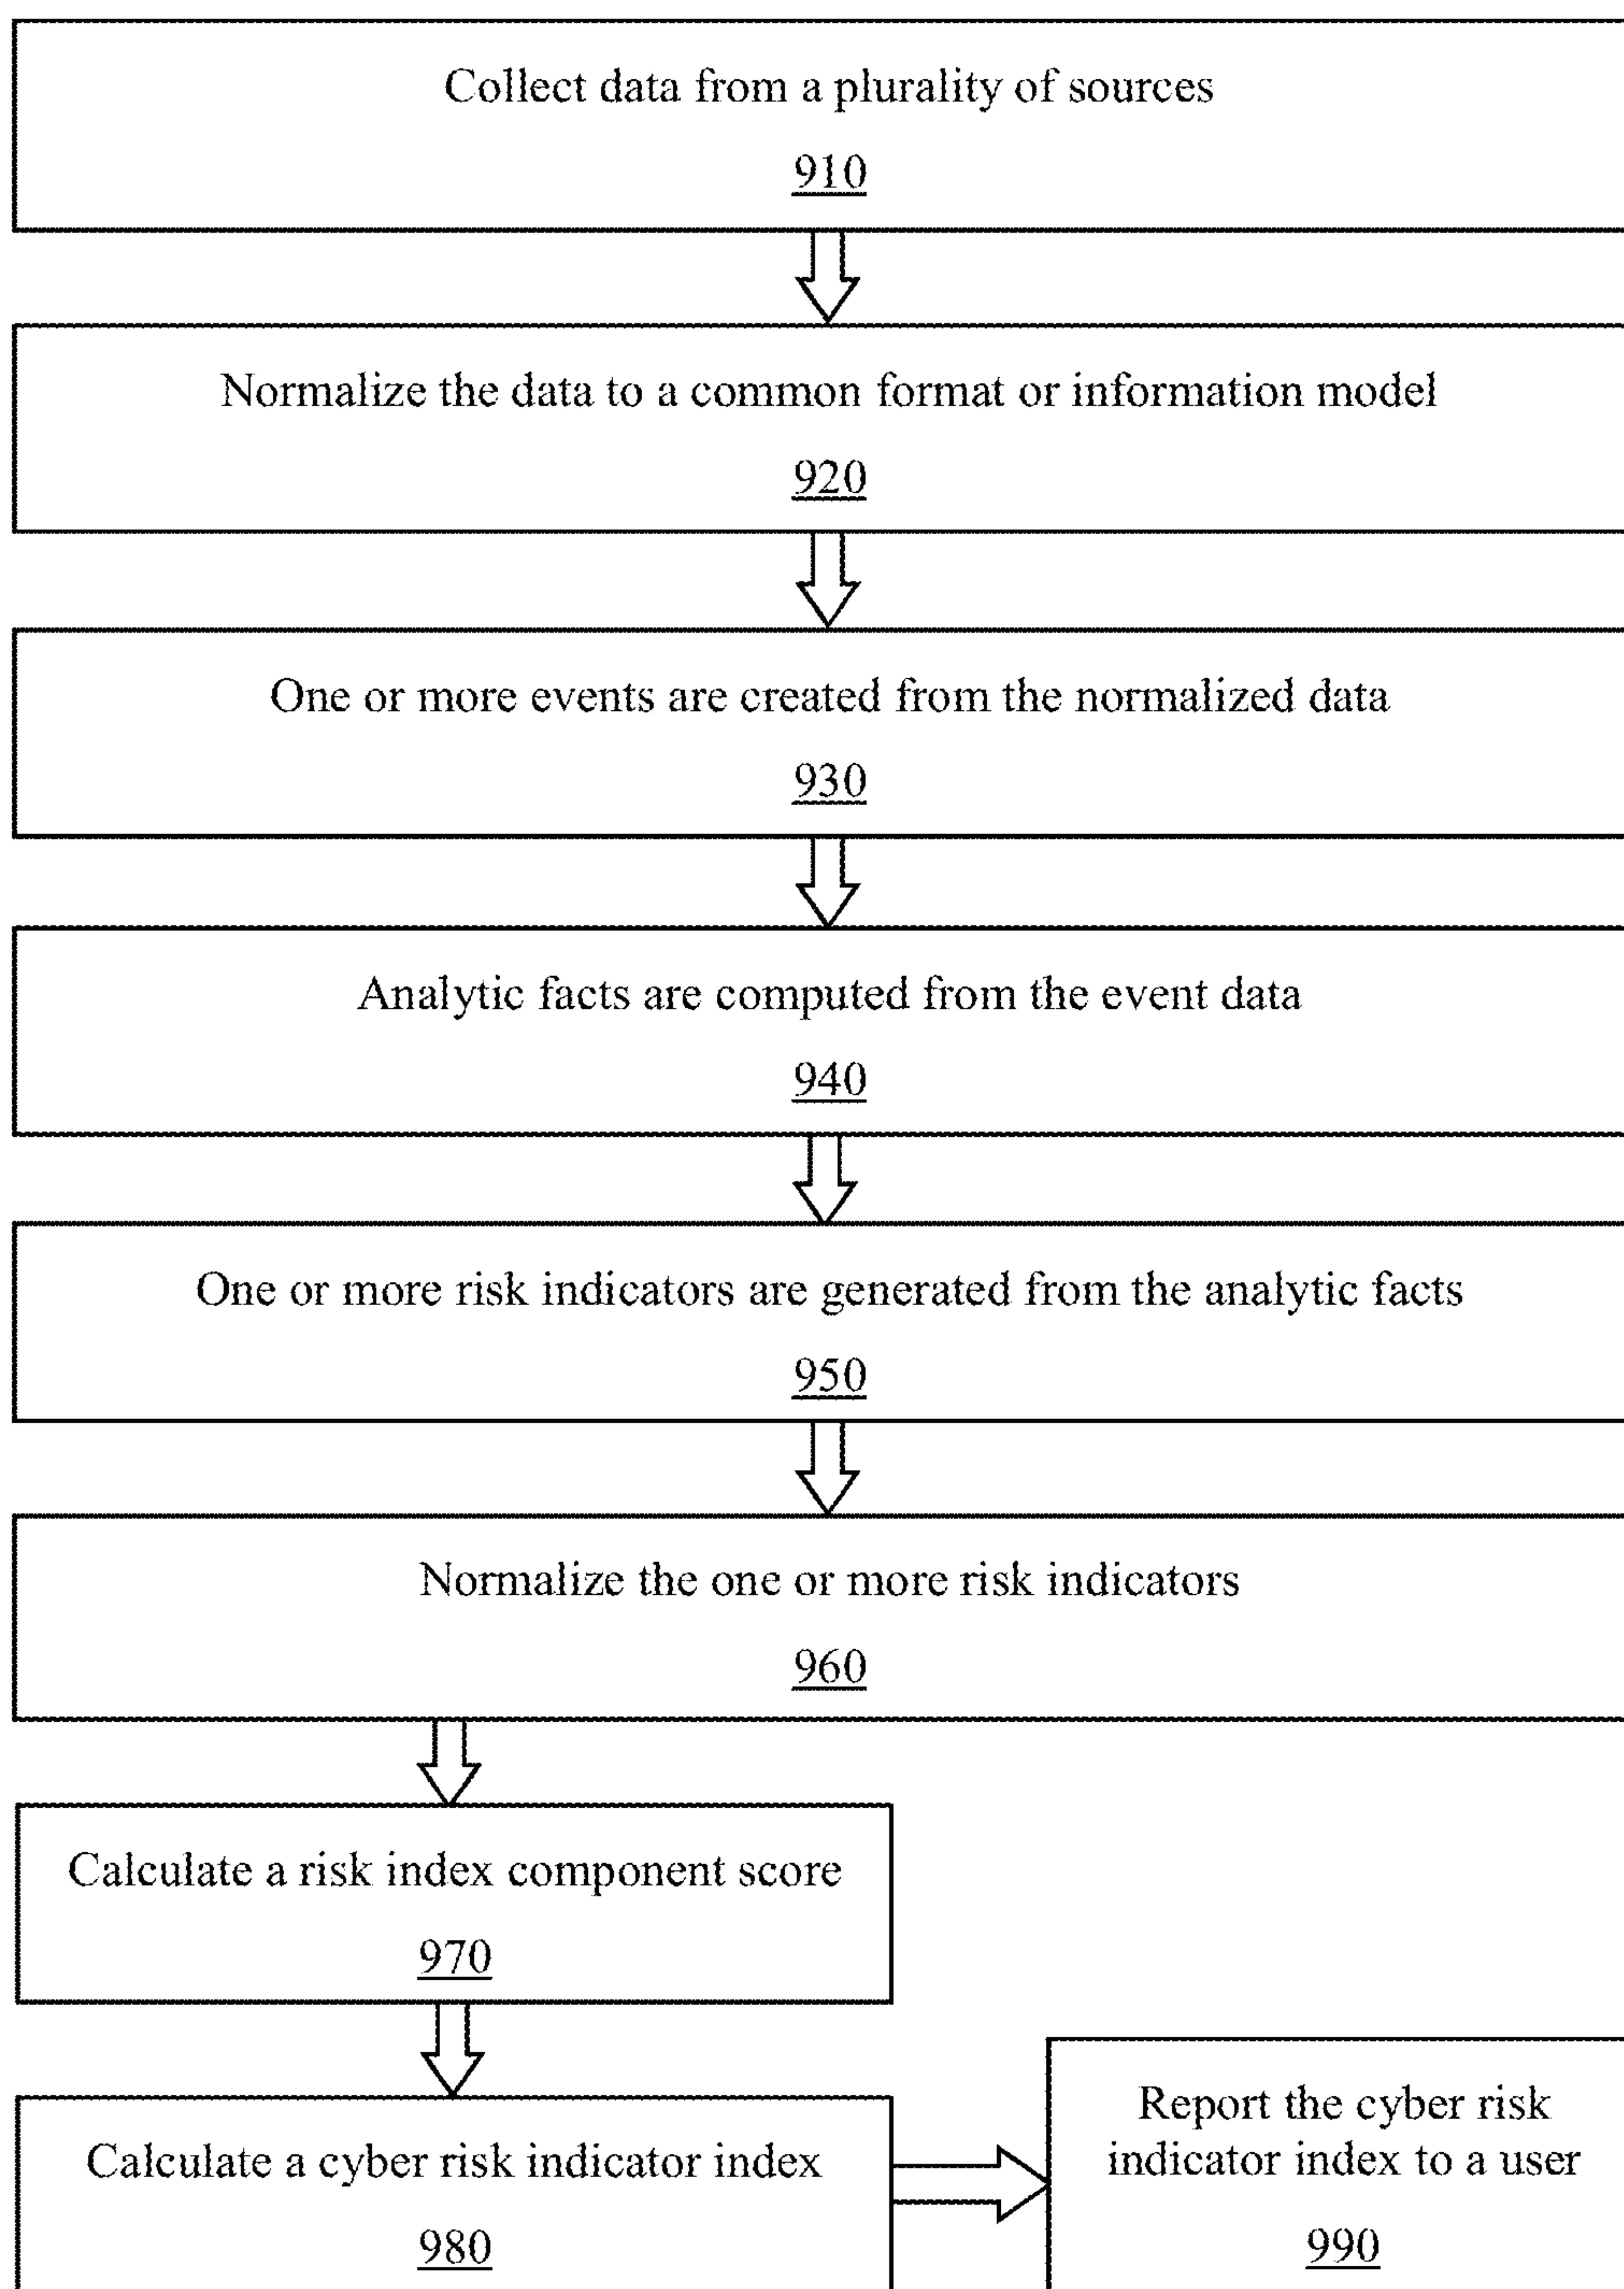 Collect data from a plurality of sources
910
Normalize the data to a common format or information model
920
One or more events are created from the normalized data
930
Analytic facts are computed from the event data
940
One or more risk indicators are generated from the analytic facts
950
Normalize the one or more risk indicators
960
Calculate a risk index component score
970
Calculate a cyber risk indicator index
980
Report the cyber risk
indicator index to a user
990